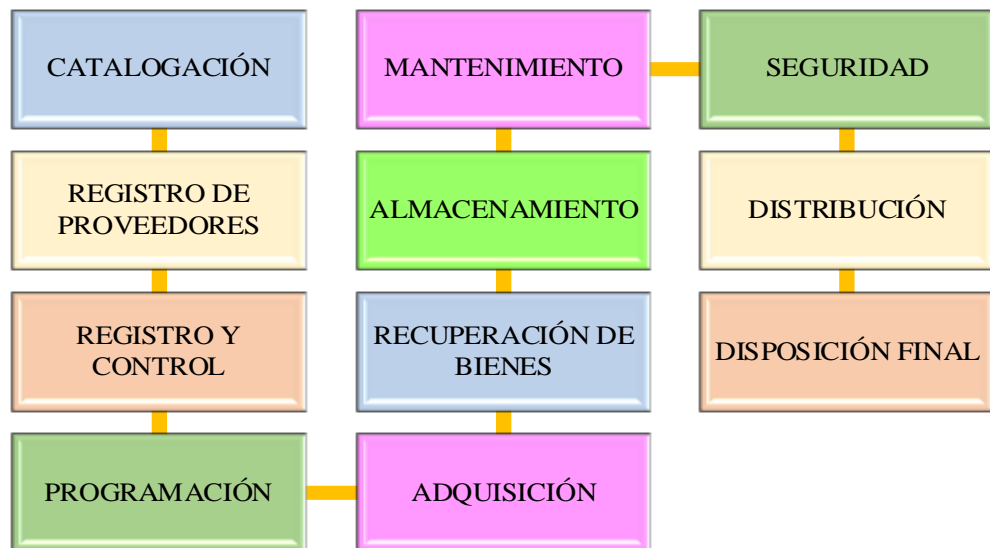 CATALOGACIÓN
REGISTRO DE
PROVEEDORES
REGISTRO Y
CONTROL
PROGRAMACIÓN
ADQUISICIÓN
RECUPERACIÓN DE
BIENES
ALMACENAMIENTO
MANTENIMIENTO
SEGURIDAD
DISTRIBUCIÓN
DISPOSICIÓN FINAL